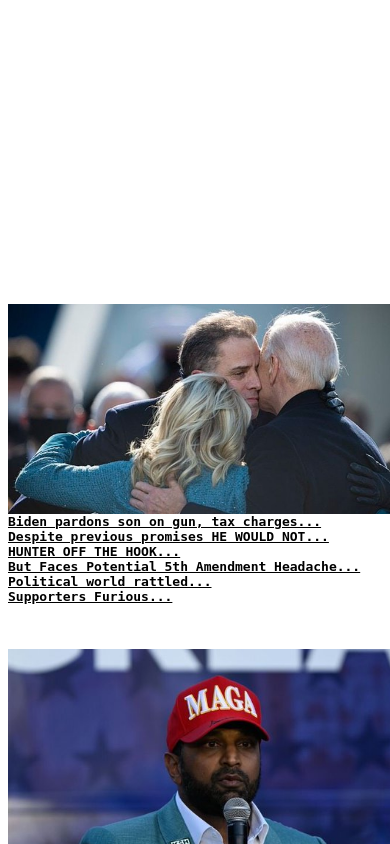 Biden pardons son on gun, tax charges...
Despite previous promises HE WOULD NOT...
HUNTER OFF THE HOOK...
But Faces Potential 5th Amendment Headache...
Political world rattled...
Supporters Furious...
MAGA